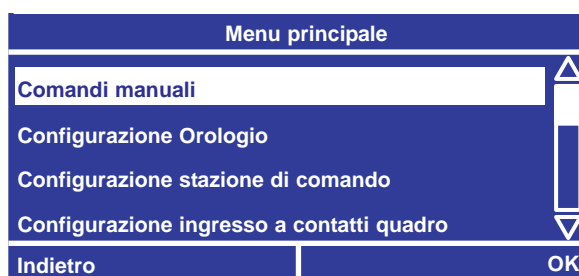 Menu principale
Comandi manuali
Configurazione Orologio
Configurazione stazione di comando
Configurazione ingresso a contatti quadro
Indietro OK